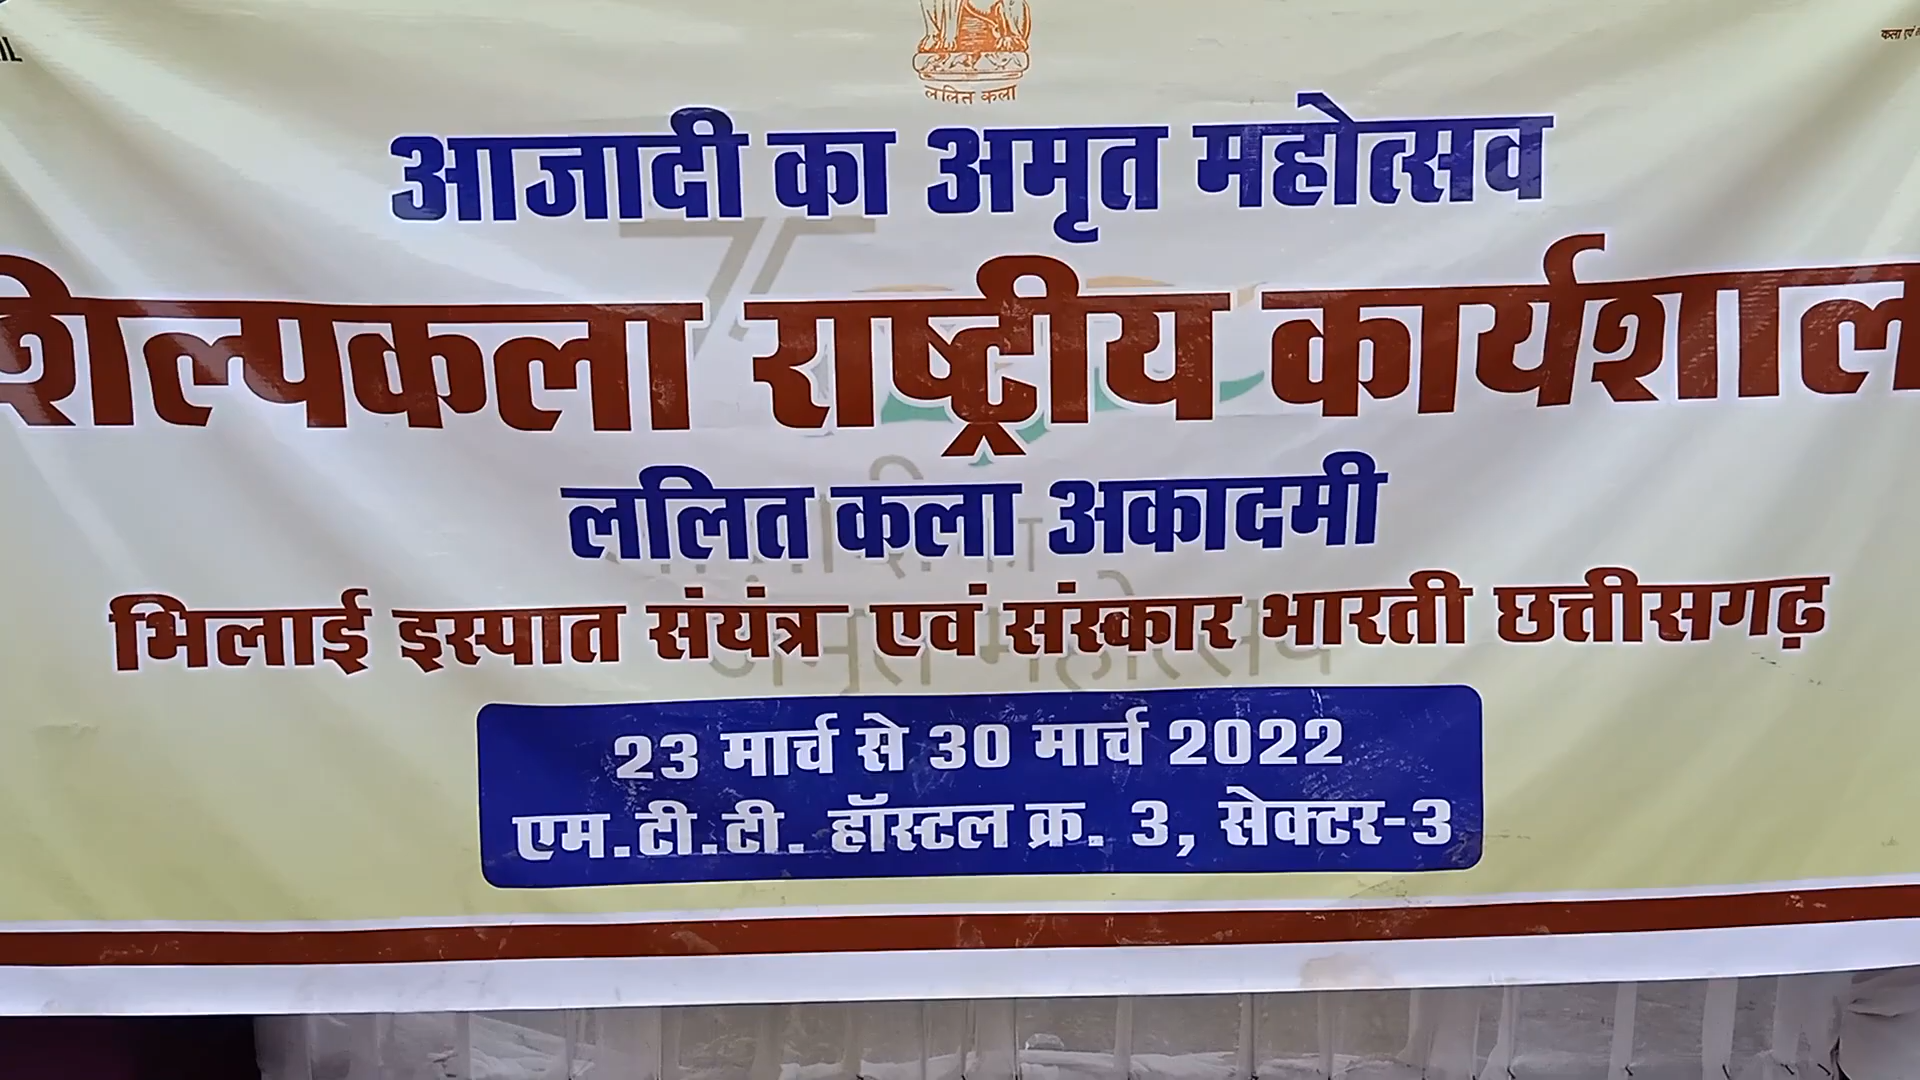 ललित कला
आजादी का अमृत महोत्सव
शिल्पकला राष्ट्रीय कार्यशाल
ललित कला अकादमी
भिलाई इस्पात संयंत्र एवं संस्कार भारती छत्तीसगढ़
23 मार्च से 30 मार्च 2022
एम.टी.टी. हॉस्टल क्र. 3, सेक्टर-3